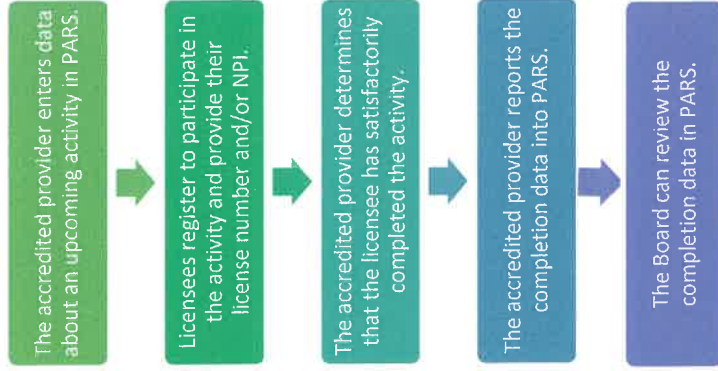 The accredited provider enters data
about an upcoming activity in PARS.
Licensees register to participate in
the activity and provide their
license number and/or NPI.
The accredited provider determines
that the licensee has satisfactorily
completed the activity.
The accredited provider reports the
completion data into PARS.
The Board can review the
completion data in PARS.